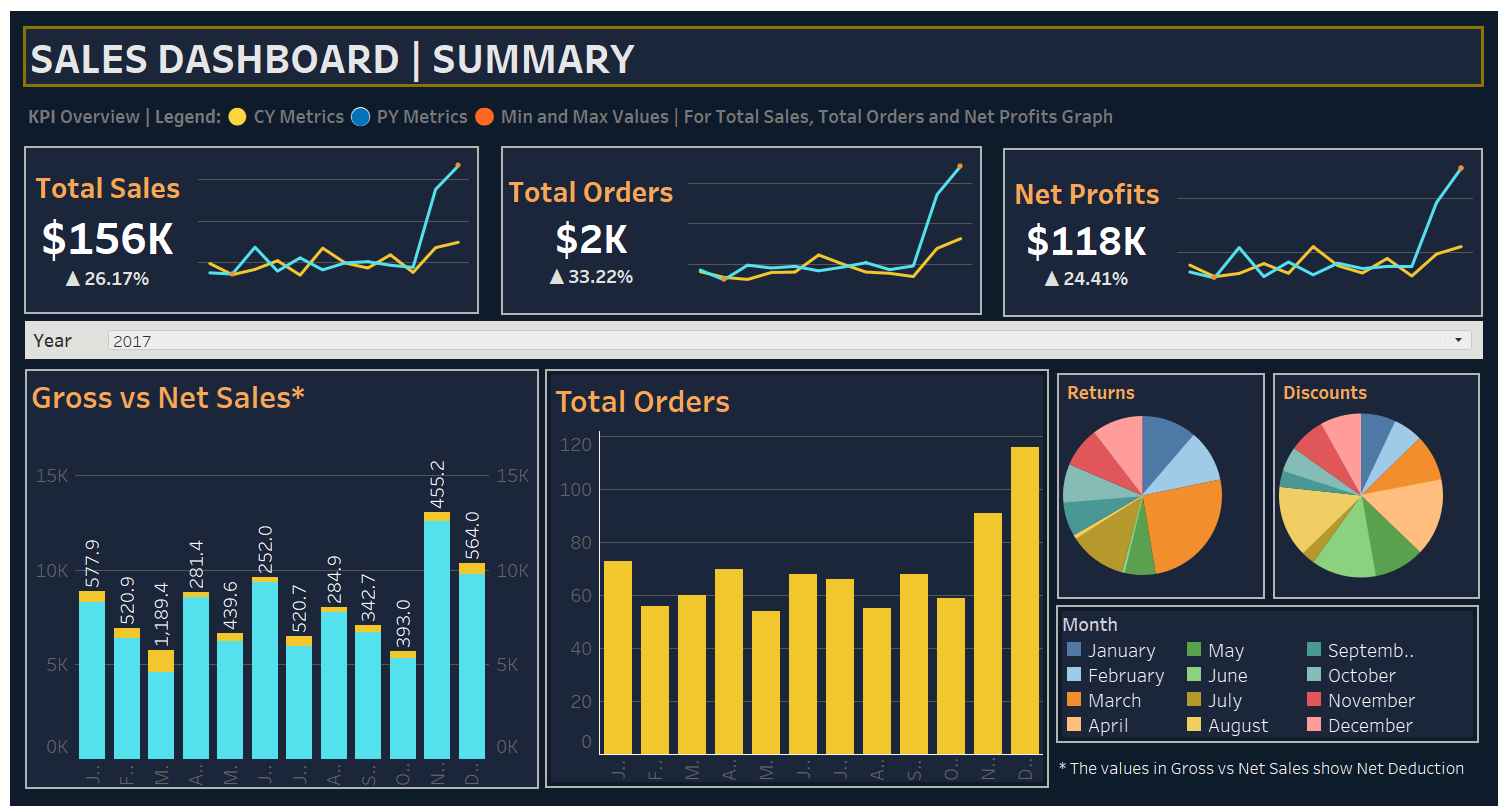 SALES DASHBOARD | SUMMARY
KPI Overview | Legend: CY Metrics PY Metrics Min and Max Values | For Total Sales, Total Orders and Net Profits Graph
Total Sales
$156K
▲ 26.17%
Total Orders
$2K
▲ 33.22%
Net Profits
$118K
▲ 24.41%
Year 2017
Gross vs Net Sales*
15K 15K
10K 10K
5K 5K
0K 0K
577.9
520.9
1,189.4
281.4
439.6
252.0
520.7
284.9
342.7
393.0
455.2
564.0
J..
F..
M.
A..
M.
J..
J..
A..
S..
O..
N..
D..
Total Orders
120
100
80
60
40
20
0
J..
F..
M.
A..
M.
J..
J..
A..
S..
O..
N..
D..
Returns
Discounts
Month
January May Septemb..
February June October
March July November
April August December
* The values in Gross vs Net Sales show Net Deduction